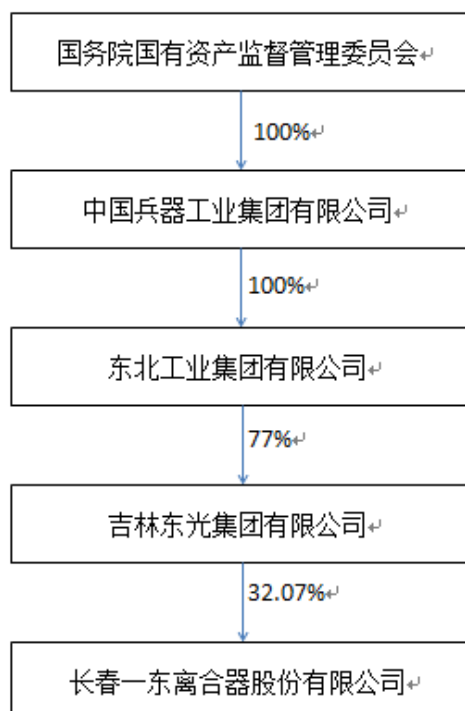 国务院国有资产监督管理委员会↵
100%↵
中国兵器工业集团有限公司↵
100%↵
东北工业集团有限公司↵
77%↵
吉林东光集团有限公司↵
32.07%↵
长春一东离合器股份有限公司↵